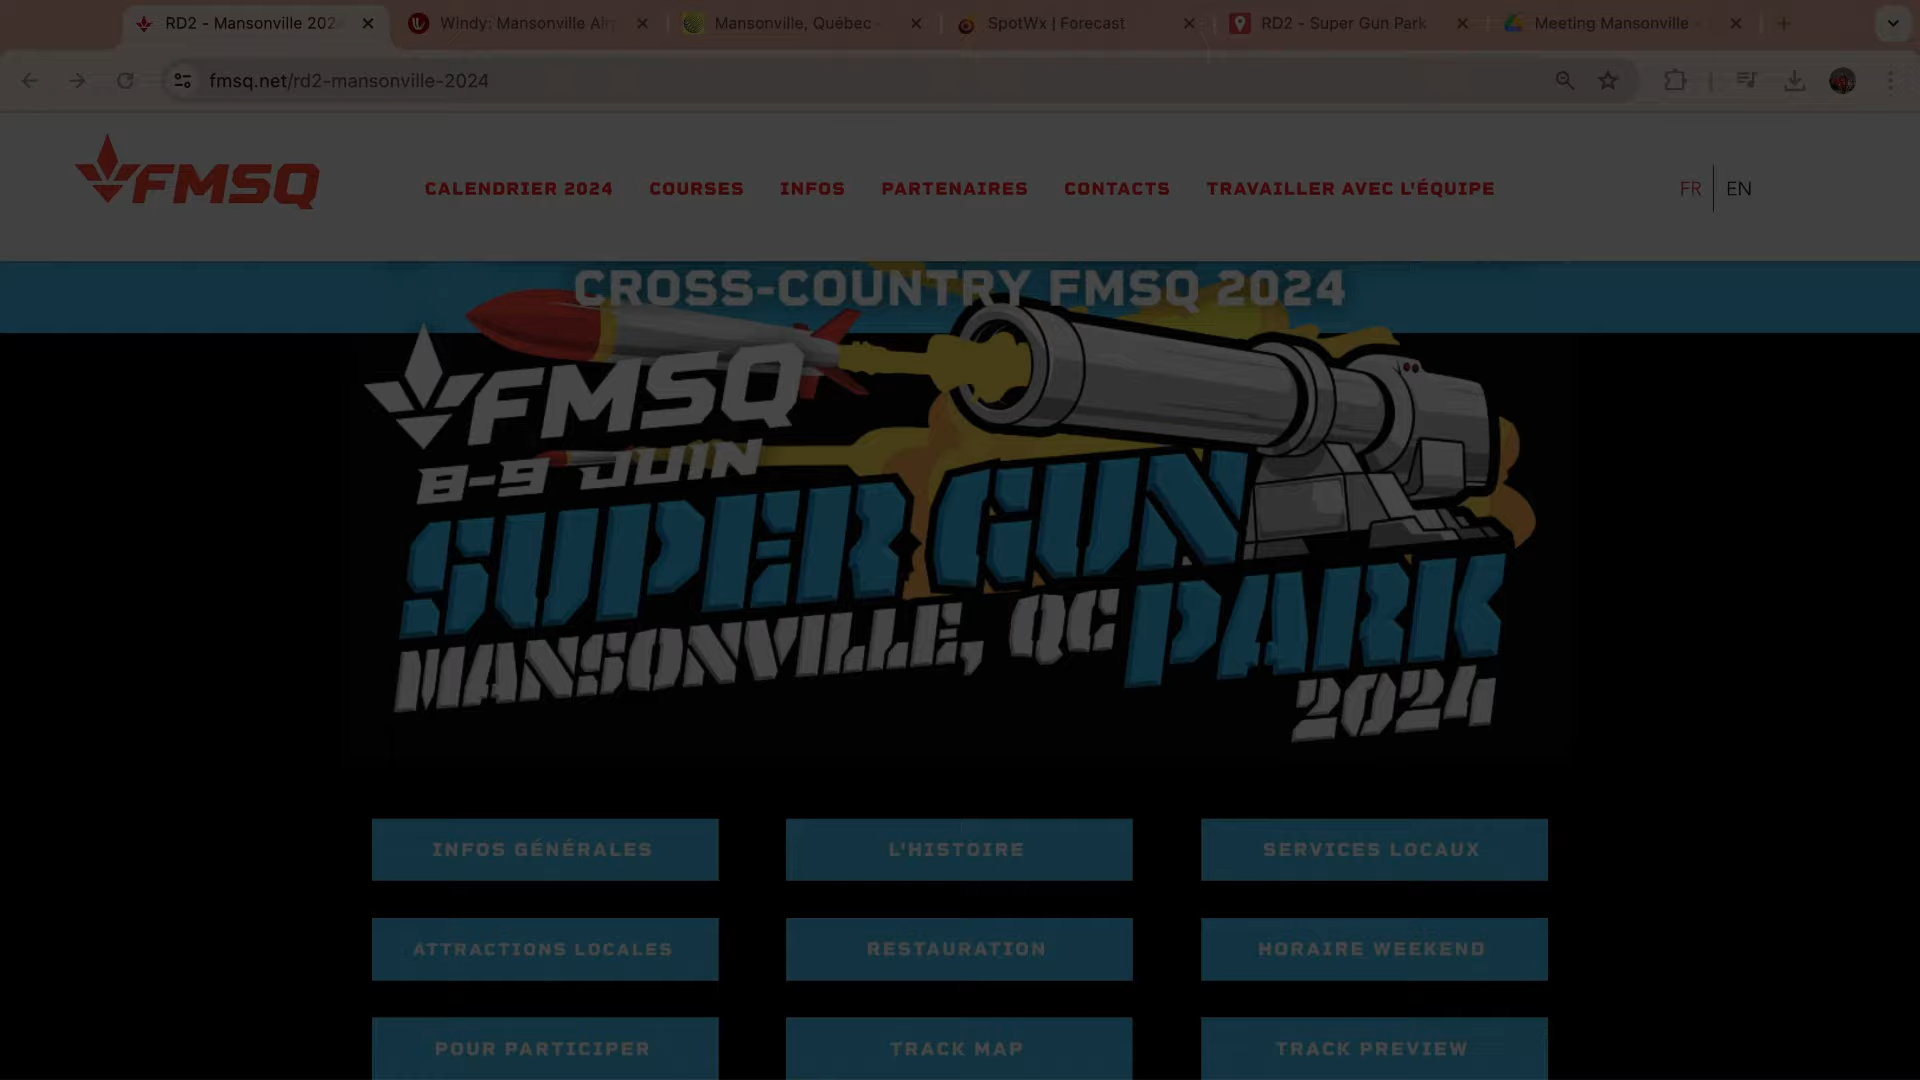 RD2 - Mansonville 202
Windy: Mansonville Air
Mansonville, Québec -
SpotWx | Forecast
RD2 - Super Gun Park
Meeting Mansonville -
fmsq.net/rd2-mansonville-2024
FMSQ
CALENDRIER 2024
COURSES
INFOS
PARTENAIRES
CONTACTS
TRAVAILLER AVEC L'ÉQUIPE
FR
EN
CROSS-COUNTRY FMSQ 2024
FMSQ
8-9 JUIN
SUPER GUN
PARK
MANSONVILLE, QC
2024
INFOS GÉNÉRALES
L'HISTOIRE
SERVICES LOCAUX
ATTRACTIONS LOCALES
RESTAURATION
HORAIRE WEEKEND
POUR PARTICIPER
TRACK MAP
TRACK PREVIEW